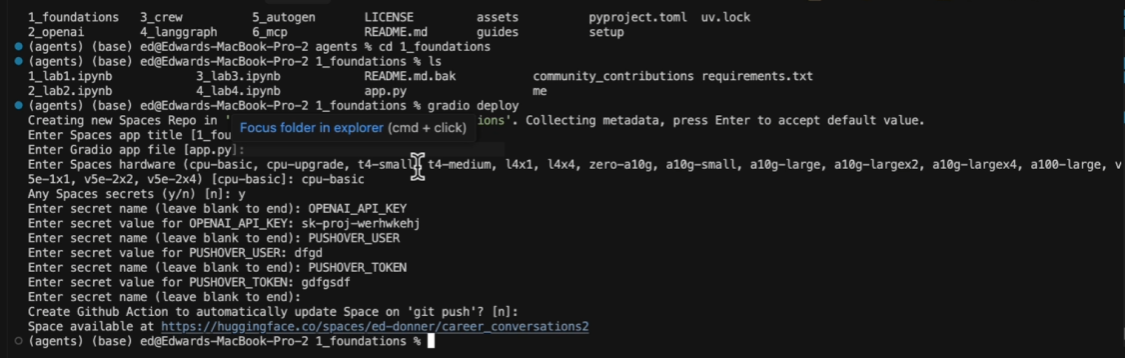 1_foundations 3_crew 5_autogen LICENSE assets pyproject.toml uv.lock
2_openai 4_langgraph 6_mcp README.md guides setup
(agents) (base) ed@Edwards-MacBook-Pro-2 agents % cd 1_foundations
(agents) (base) ed@Edwards-MacBook-Pro-2 1_foundations % ls
1_lab1.ipynb 3_lab3.ipynb README.md.bak community_contributions requirements.txt
2_lab2.ipynb 4_lab4.ipynb app.py me
(agents) (base) ed@Edwards-MacBook-Pro-2 1_foundations % gradio deploy
Creating new Spaces Repo in ' ions'. Collecting metadata, press Enter to accept default value.
Focus folder in explorer (cmd + click)
Enter Spaces app title [1_fou
Enter Gradio app file [app.py]:
Enter Spaces hardware (cpu-basic, cpu-upgrade, t4-small, t4-medium, l4x1, l4x4, zero-a10g, a10g-small, a10g-large, a10g-largex2, a10g-largex4, a100-large, v
5e-1x1, v5e-2x2, v5e-2x4) [cpu-basic]: cpu-basic
Any Spaces secrets (y/n) [n]: y
Enter secret name (leave blank to end): OPENAI_API_KEY
Enter secret value for OPENAI_API_KEY: sk-proj-werhwkehj
Enter secret name (leave blank to end): PUSHOVER_USER
Enter secret value for PUSHOVER_USER: dfgd
Enter secret name (leave blank to end): PUSHOVER_TOKEN
Enter secret value for PUSHOVER_TOKEN: gdfgsdf
Enter secret name (leave blank to end):
Create Github Action to automatically update Space on 'git push'? [n]:
Space available at https://huggingface.co/spaces/ed-donner/career_conversations2
(agents) (base) ed@Edwards-MacBook-Pro-2 1_foundations %